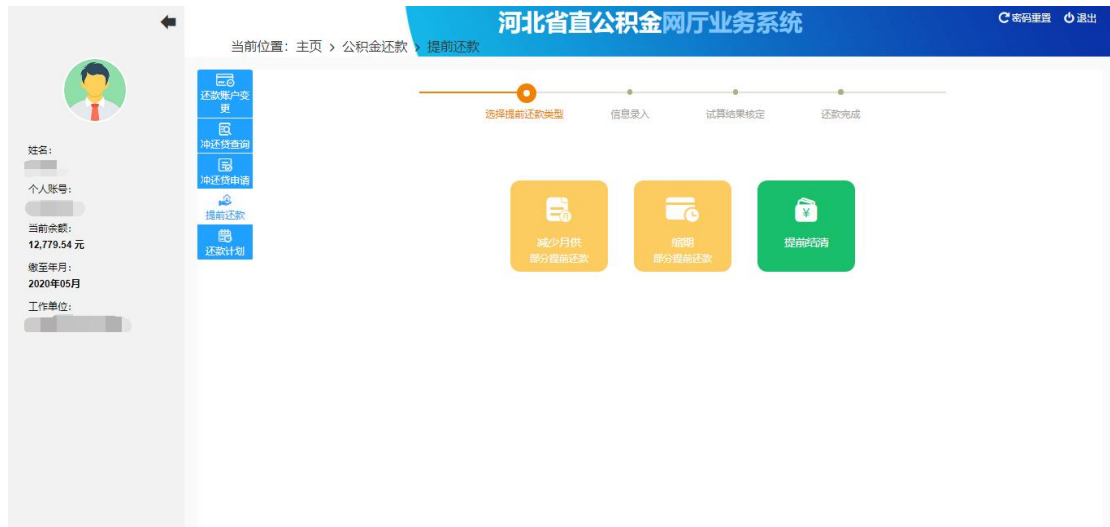 河北省直公积金网厅业务系统
密码重置 退出
当前位置：主页 > 公积金还款 > 提前还款
姓名：
个人账号：
当前余额：
12,779.54 元
缴至年月：
2020年05月
工作单位：
还款账户变
更
冲还贷查询
冲还贷申请
提前还款
还款计划
选择提前还款类型 信息录入 试算结果核定 还款完成
减少月供
部分提前还款
缩期
部分提前还款
提前结清